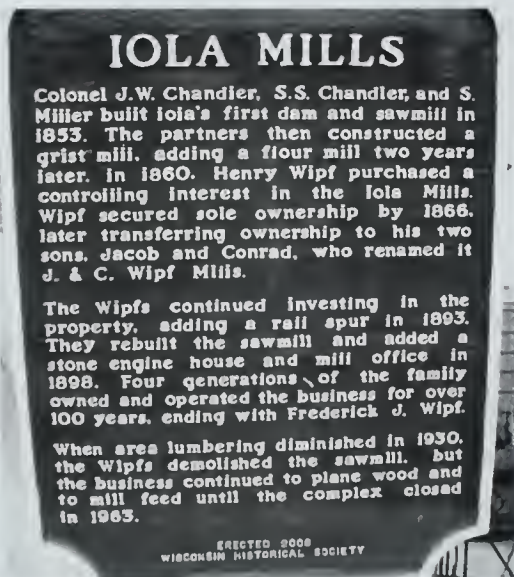 IOLA MILLS
Colonel J.W. Chandler, S.S. Chandler, and S.
Miller built Iola's first dam and sawmill in
1853. The partners then constructed a
grist mill, adding a flour mill two years
later. In 1860, Henry Wipf purchased a
controlling interest in the Iola Mills.
Wipf secured sole ownership by 1866,
later transferring ownership to his two
sons, Jacob and Conrad, who renamed it
J. & C. Wipf Mills.
The Wipfs continued investing in the
property, adding a rail spur in 1893.
They rebuilt the sawmill and added a
stone engine house and mill office in
1898. Four generations of the family
owned and operated the business for over
100 years, ending with Frederick J. Wipf.
When area lumbering diminished in 1930,
the Wipfs demolished the sawmill, but
the business continued to plane wood and
to mill feed until the complex closed
in 1963.
ERECTED 2008
WISCONSIN HISTORICAL SOCIETY